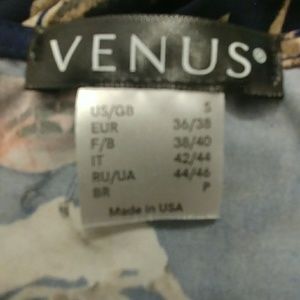 VENUS®
US/GB S
EUR 36/38
F/B 38/40
IT 42/44
RU/UA 44/46
BR P
Made in USA